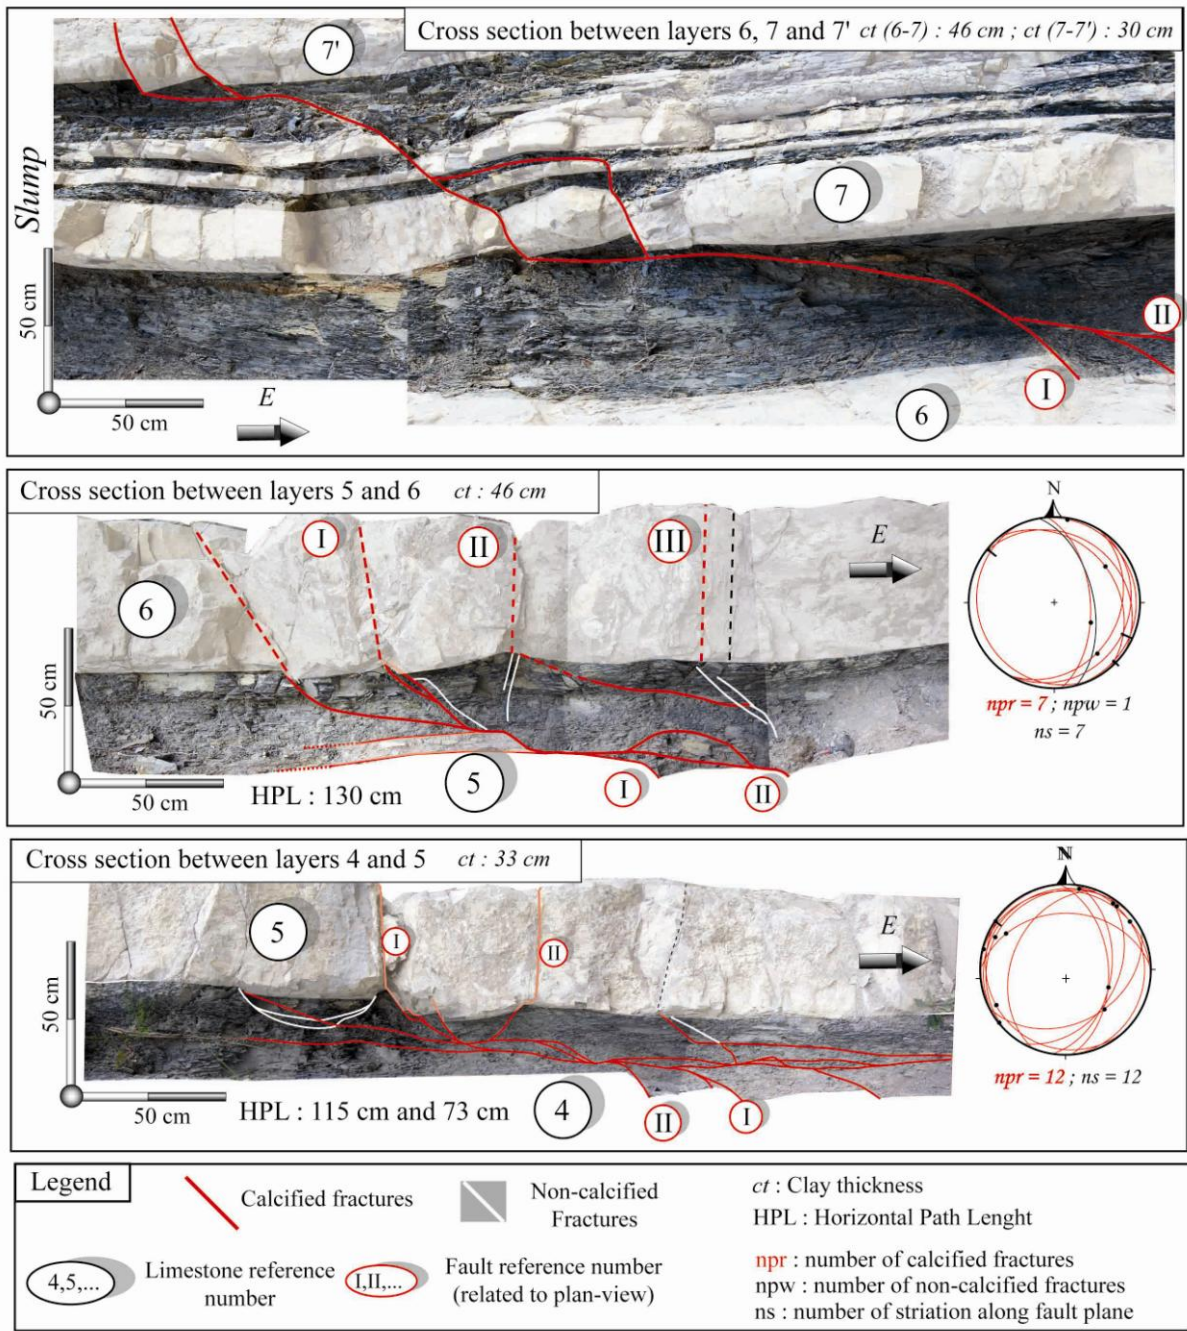 Cross section between layers 6, 7 and 7' ct (6-7) : 46 cm ; ct (7-7') : 30 cm
7'
Slump
7
50 cm
II
I
6
50 cm
E
Cross section between layers 5 and 6 ct : 46 cm
I
II
III
E
N
6
50 cm
npr = 7 ; npw = 1
ns = 7
5
I
II
50 cm
HPL : 130 cm
Cross section between layers 4 and 5 ct : 33 cm
N
5
I
II
E
50 cm
npr = 12 ; ns = 12
50 cm
HPL : 115 cm and 73 cm
4
II
I
Legend
Calcified fractures
Non-calcified
Fractures
ct : Clay thickness
HPL : Horizontal Path Lenght
4,5,...
Limestone reference
number
I,II,...
Fault reference number
(related to plan-view)
npr : number of calcified fractures
npw : number of non-calcified fractures
ns : number of striation along fault plane